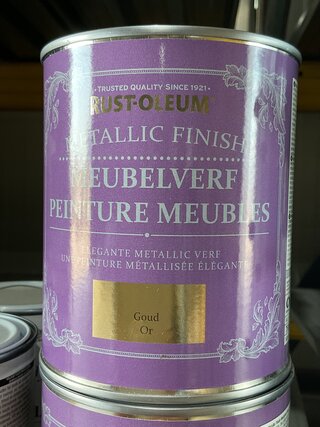 • TRUSTED QUALITY SINCE 1921 •
RUST-OLEUM
METALLIC FINISH
MEUBELVERF
PEINTURE MEUBLES
ELEGANTE METALLIC VERF
UNE PEINTURE MÉTALLISÉE ÉLÉGANTE
Goud
Or